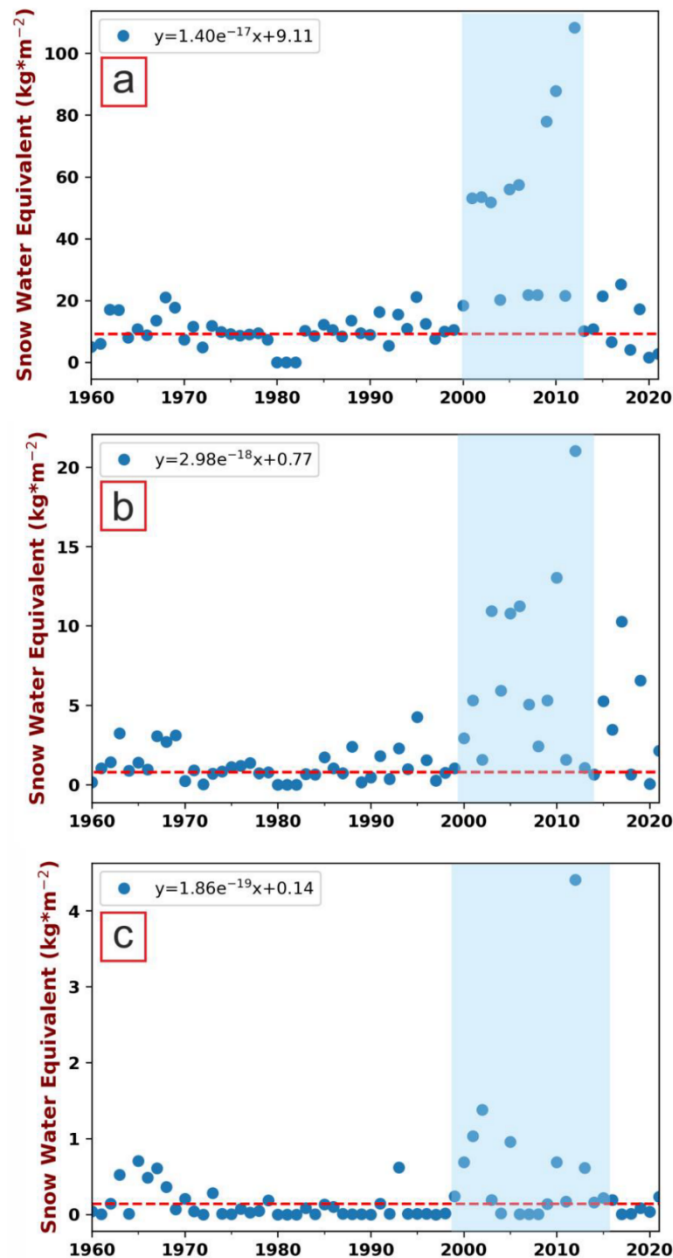 y=1.40e⁻¹⁷x+9.11
a
Snow Water Equivalent (kg*m⁻²)
100
80
60
40
20
0
1960 1970 1980 1990 2000 2010 2020
y=2.98e⁻¹⁸x+0.77
b
Snow Water Equivalent (kg*m⁻²)
20
15
10
5
0
1960 1970 1980 1990 2000 2010 2020
y=1.86e⁻¹⁹x+0.14
c
Snow Water Equivalent (kg*m⁻²)
4
3
2
1
0
1960 1970 1980 1990 2000 2010 2020